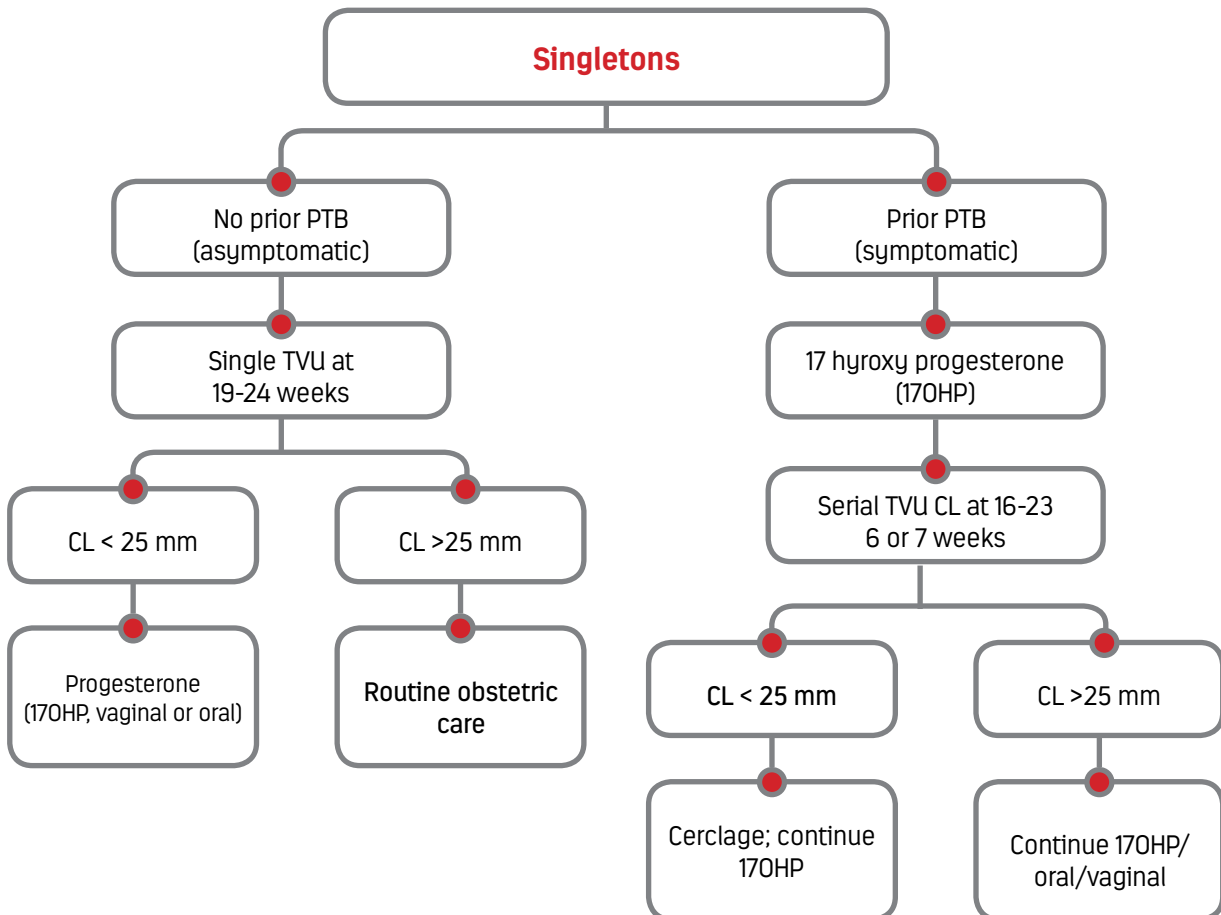 Singletons
No prior PTB
(asymptomatic)
Prior PTB
(symptomatic)
Single TVU at
19-24 weeks
17 hyroxy progesterone
(17OHP)
CL < 25 mm
CL >25 mm
Serial TVU CL at 16-23
6 or 7 weeks
Progesterone
(17OHP, vaginal or oral)
Routine obstetric
care
CL < 25 mm
CL >25 mm
Cerclage; continue
17OHP
Continue 17OHP/
oral/vaginal